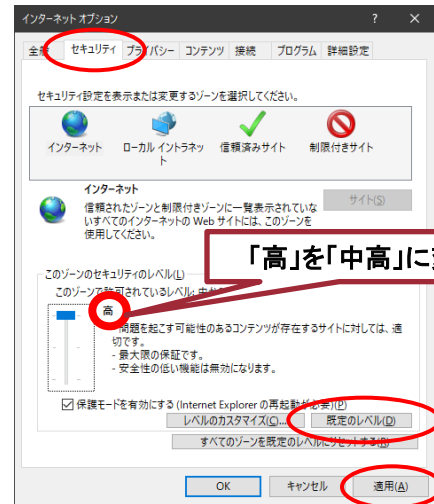 インターネット オプション ? ×
全般 セキュリティ プライバシー コンテンツ 接続 プログラム 詳細設定
セキュリティ設定を表示または変更するゾーンを選択してください。
インターネット ローカル イントラネット 信頼済みサイト 制限付きサイト
インターネット
信頼されたゾーンと制限付きゾーンに一覧表示されていな
いすべてのインターネットの Web サイトには、このゾーンを
使用してください。
サイト(S)
「高」を「中高」に
このゾーンのセキュリティのレベル(L)
このゾーンで許可されているレベル:
高
- 問題を起こす可能性のあるコンテンツが存在するサイトに対しては、適
切です。
- 最大限の保証です。
- 安全性の低い機能は無効になります。
保護モードを有効にする (Internet Explorer の再起動が必要)(P)
レベルのカスタマイズ(C)... 既定のレベル(D)
すべてのゾーンを既定のレベルにリセットする(R)
OK キャンセル 適用(A)